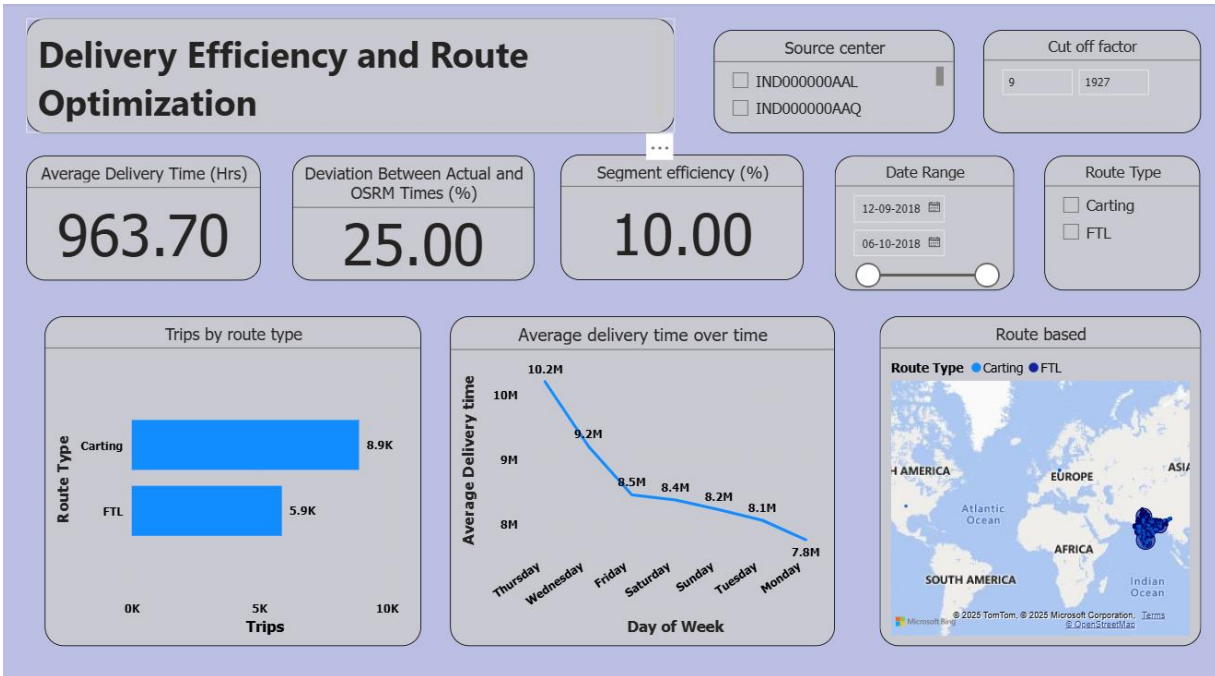 Delivery Efficiency and Route
Optimization
Source center
IND000000AAL
IND000000AAQ
Cut off factor
9
1927
...
Average Delivery Time (Hrs)
963.70
Deviation Between Actual and
OSRM Times (%)
25.00
Segment efficiency (%)
10.00
Date Range
12-09-2018
06-10-2018
Route Type
Carting
FTL
Trips by route type
Route Type
Carting
8.9K
FTL
5.9K
0K
5K
10K
Trips
Average delivery time over time
Average Delivery time
10M
9M
8M
10.2M
9.2M
8.5M
8.4M
8.2M
8.1M
7.8M
Thursday
Wednesday
Friday
Saturday
Sunday
Tuesday
Monday
Day of Week
Route based
Route Type Carting FTL
H AMERICA
EUROPE
ASIA
Atlantic
Ocean
AFRICA
SOUTH AMERICA
Indian
Ocean
Microsoft Bing
© 2025 TomTom, © 2025 Microsoft Corporation, Terms
© OpenStreetMap